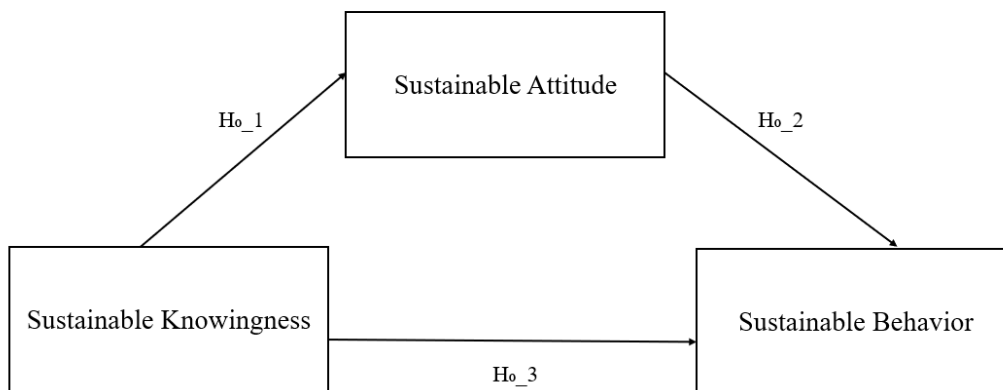 Sustainable Attitude
H₀_1
H₀_2
Sustainable Knowingness
Sustainable Behavior
H₀_3